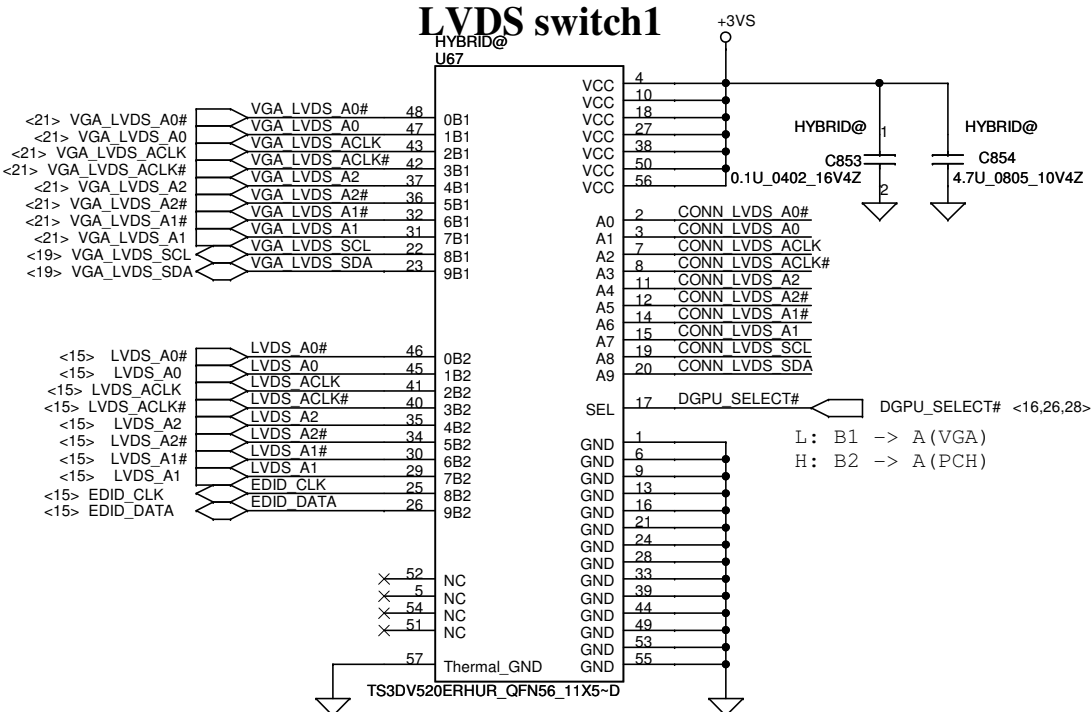 LVDS switch1
HYBRID@
U67
+3VS
<21> VGA_LVDS_A0# VGA_LVDS_A0# 48 0B1
<21> VGA_LVDS_A0 VGA_LVDS_A0 47 1B1
<21> VGA_LVDS_ACLK VGA_LVDS_ACLK 43 2B1
<21> VGA_LVDS_ACLK# VGA_LVDS_ACLK# 42 3B1
<21> VGA_LVDS_A2 VGA_LVDS_A2 37 4B1
<21> VGA_LVDS_A2# VGA_LVDS_A2# 36 5B1
<21> VGA_LVDS_A1# VGA_LVDS_A1# 32 6B1
<21> VGA_LVDS_A1 VGA_LVDS_A1 31 7B1
<19> VGA_LVDS_SCL VGA_LVDS_SCL 22 8B1
<19> VGA_LVDS_SDA VGA_LVDS_SDA 23 9B1
<15> LVDS_A0# LVDS_A0# 46 0B2
<15> LVDS_A0 LVDS_A0 45 1B2
<15> LVDS_ACLK LVDS_ACLK 41 2B2
<15> LVDS_ACLK# LVDS_ACLK# 40 3B2
<15> LVDS_A2 LVDS_A2 35 4B2
<15> LVDS_A2# LVDS_A2# 34 5B2
<15> LVDS_A1# LVDS_A1# 30 6B2
<15> LVDS_A1 LVDS_A1 29 7B2
<15> EDID_CLK EDID_CLK 25 8B2
<15> EDID_DATA EDID_DATA 26 9B2
52 NC
5 NC
54 NC
51 NC
57 Thermal_GND
VCC 4
VCC 10
VCC 18
VCC 27
VCC 38
VCC 50
VCC 56
HYBRID@ 1
C853
0.1U_0402_16V4Z
2
HYBRID@
C854
4.7U_0805_10V4Z
A0 2 CONN_LVDS_A0#
A1 3 CONN_LVDS_A0
A2 7 CONN_LVDS_ACLK
A3 8 CONN_LVDS_ACLK#
A4 11 CONN_LVDS_A2
A5 12 CONN_LVDS_A2#
A6 14 CONN_LVDS_A1#
A7 15 CONN_LVDS_A1
A8 19 CONN_LVDS_SCL
A9 20 CONN_LVDS_SDA
SEL 17 DGPU_SELECT# DGPU_SELECT# <16,26,28>
L: B1 -> A(VGA)
H: B2 -> A(PCH)
GND 1
GND 6
GND 9
GND 13
GND 16
GND 21
GND 24
GND 28
GND 33
GND 39
GND 44
GND 49
GND 53
GND 55
TS3DV520ERHUR_QFN56_11X5~D